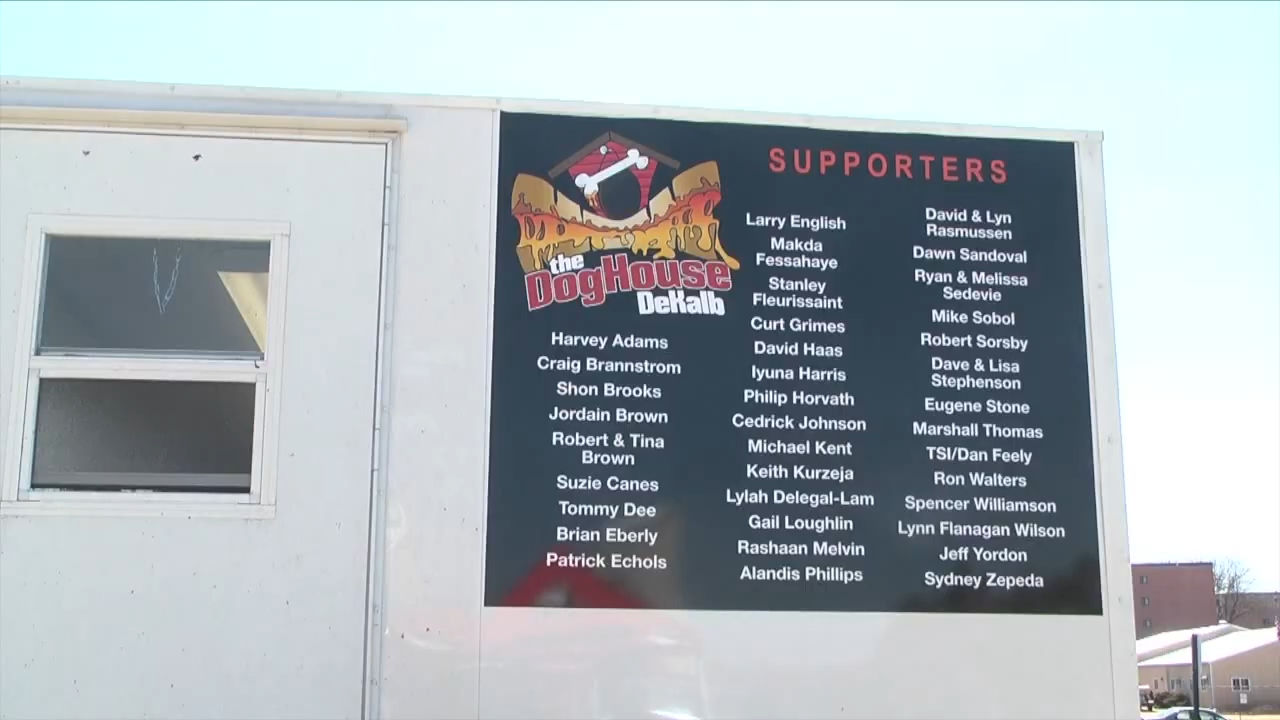 SUPPORTERS
the
DogHouse
DeKalb
Harvey Adams
Craig Brannstrom
Shon Brooks
Jordain Brown
Robert & Tina
Brown
Suzie Canes
Tommy Dee
Brian Eberly
Patrick Echols
Larry English
Makda
Fessahaye
Stanley
Fleurissaint
Curt Grimes
David Haas
Iyuna Harris
Philip Horvath
Cedrick Johnson
Michael Kent
Keith Kurzeja
Lylah Delegal-Lam
Gail Loughlin
Rashaan Melvin
Alandis Phillips
David & Lyn
Rasmussen
Dawn Sandoval
Ryan & Melissa
Sedevie
Mike Sobol
Robert Sorsby
Dave & Lisa
Stephenson
Eugene Stone
Marshall Thomas
TSI/Dan Feely
Ron Walters
Spencer Williamson
Lynn Flanagan Wilson
Jeff Yordon
Sydney Zepeda